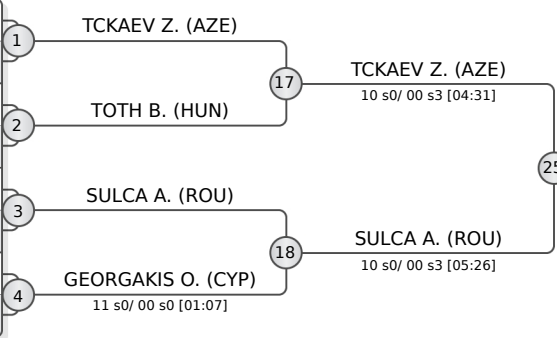 TCKAEV Z. (AZE)
1
17
TCKAEV Z. (AZE)
10 s0/ 00 s3 [04:31]
TOTH B. (HUN)
2
25
SULCA A. (ROU)
3
18
SULCA A. (ROU)
10 s0/ 00 s3 [05:26]
GEORGAKIS O. (CYP)
4
11 s0/ 00 s0 [01:07]